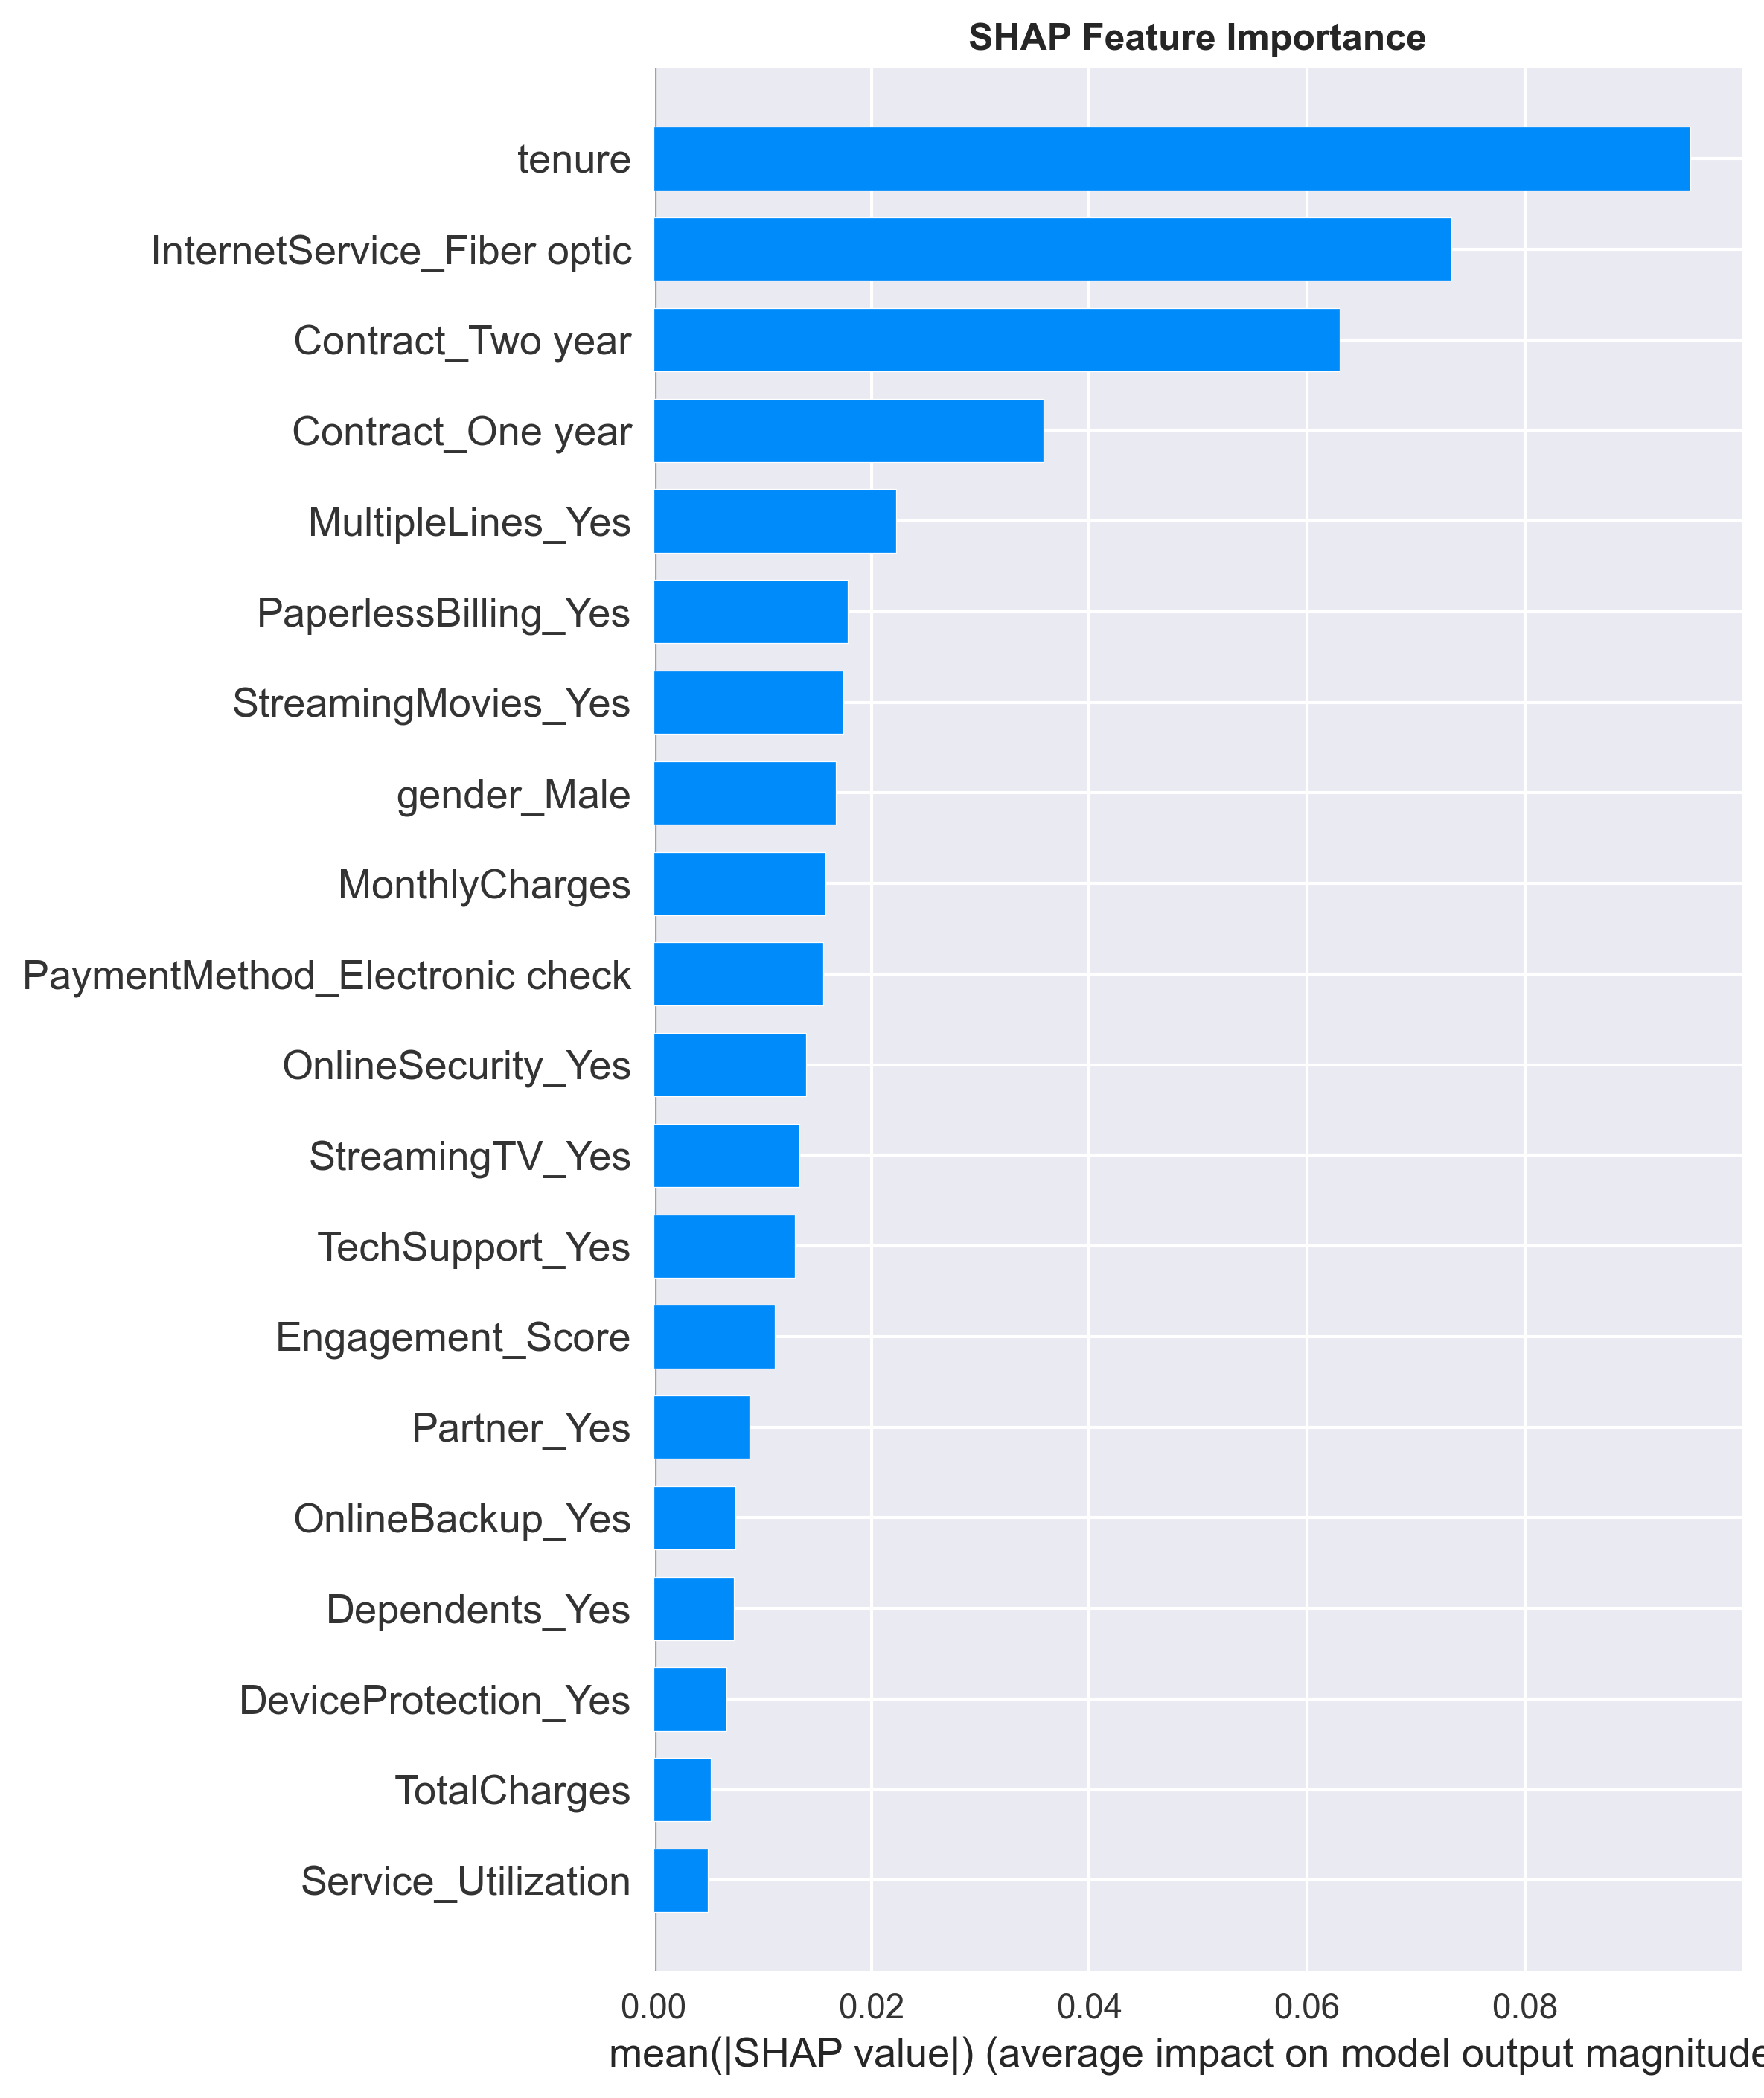 SHAP Feature Importance
tenure
InternetService_Fiber optic
Contract_Two year
Contract_One year
MultipleLines_Yes
PaperlessBilling_Yes
StreamingMovies_Yes
gender_Male
MonthlyCharges
PaymentMethod_Electronic check
OnlineSecurity_Yes
StreamingTV_Yes
TechSupport_Yes
Engagement_Score
Partner_Yes
OnlineBackup_Yes
Dependents_Yes
DeviceProtection_Yes
TotalCharges
Service_Utilization
0.00 0.02 0.04 0.06 0.08
mean(|SHAP value|) (average impact on model output magnitude